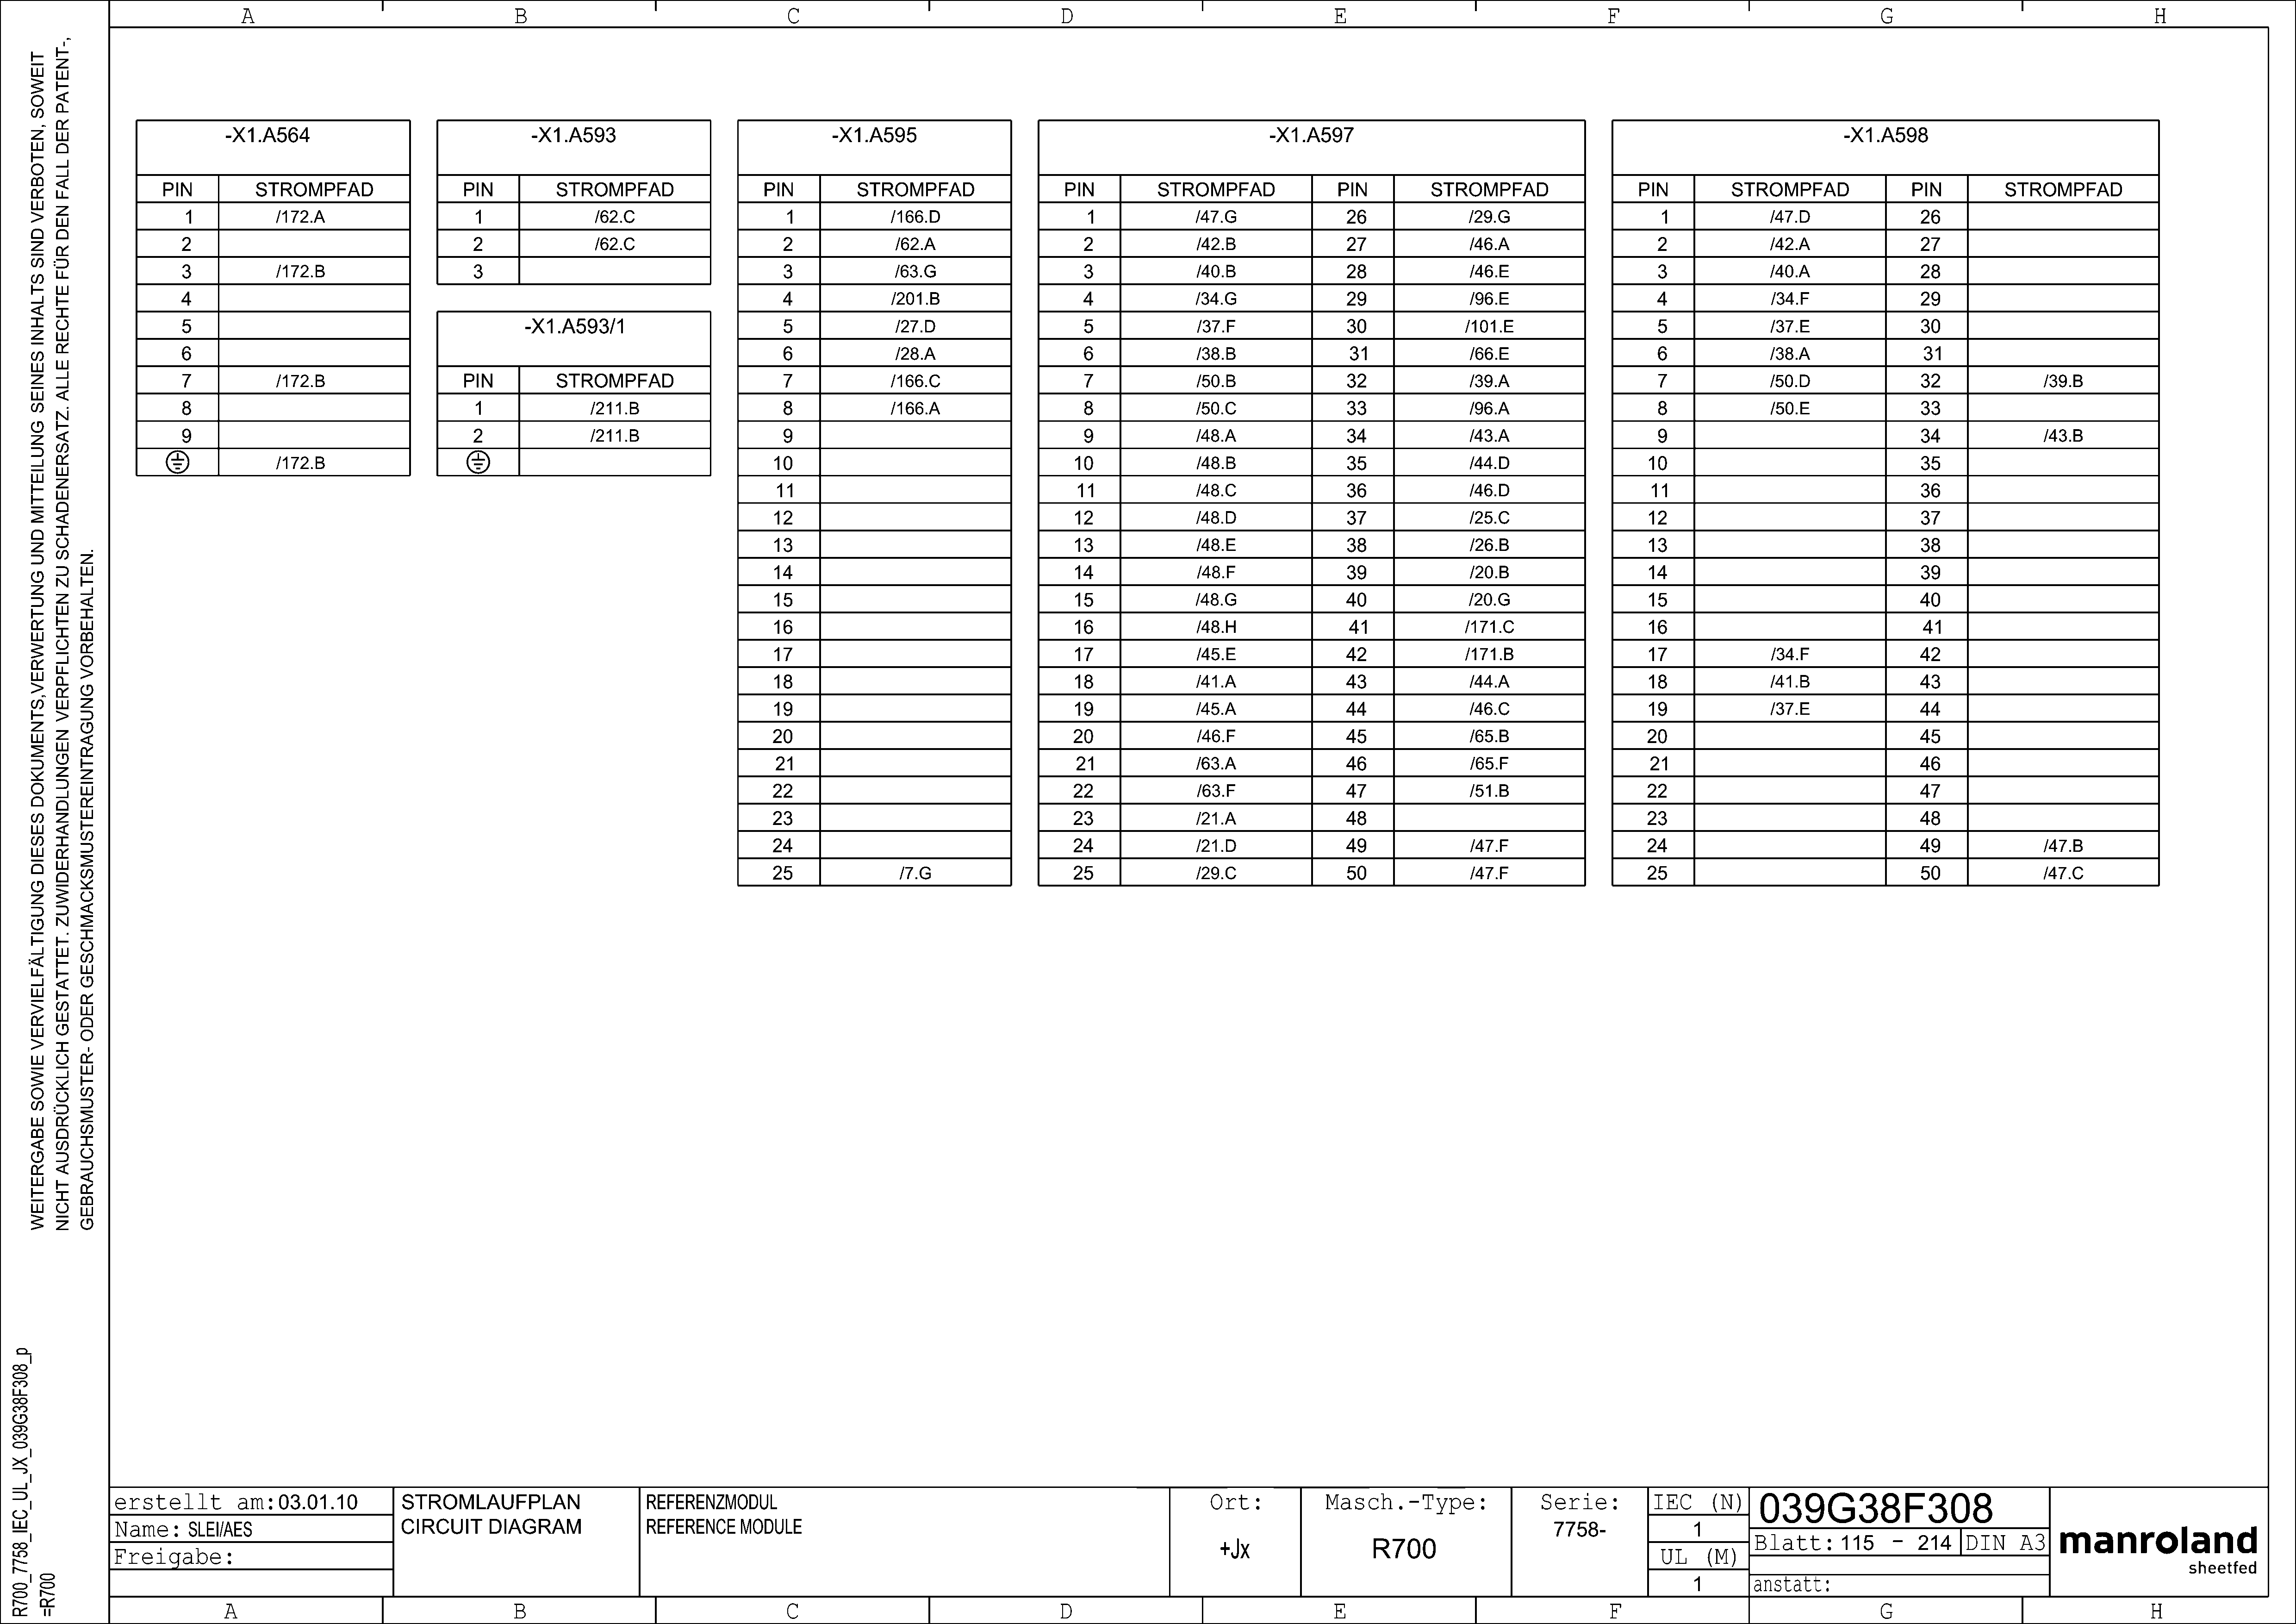 A B C D E F G H
WEITERGABE SOWIE VERVIELFÄLTIGUNG DIESES DOKUMENTS,VERWERTUNG UND MITTEILUNG SEINES INHALTS SIND VERBOTEN, SOWEIT
NICHT AUSDRÜCKLICH GESTATTET. ZUWIDERHANDLUNGEN VERPFLICHTEN ZU SCHADENERSATZ. ALLE RECHTE FÜR DEN FALL DER PATENT-,
GEBRAUCHSMUSTER- ODER GESCHMACKSMUSTEREINTRAGUNG VORBEHALTEN.
R700_7758_IEC_UL_JX_039G38F308_p
=R700
-X1.A564
PIN STROMPFAD
1 /172.A
2
3 /172.B
4
5
6
7 /172.B
8
9
/172.B
-X1.A593
PIN STROMPFAD
1 /62.C
2 /62.C
3
-X1.A593/1
PIN STROMPFAD
1 /211.B
2 /211.B
-X1.A595
PIN STROMPFAD
1 /166.D
2 /62.A
3 /63.G
4 /201.B
5 /27.D
6 /28.A
7 /166.C
8 /166.A
9
10
11
12
13
14
15
16
17
18
19
20
21
22
23
24
25 /7.G
-X1.A597
PIN STROMPFAD PIN STROMPFAD
1 /47.G 26 /29.G
2 /42.B 27 /46.A
3 /40.B 28 /46.E
4 /34.G 29 /96.E
5 /37.F 30 /101.E
6 /38.B 31 /66.E
7 /50.B 32 /39.A
8 /50.C 33 /96.A
9 /48.A 34 /43.A
10 /48.B 35 /44.D
11 /48.C 36 /46.D
12 /48.D 37 /25.C
13 /48.E 38 /26.B
14 /48.F 39 /20.B
15 /48.G 40 /20.G
16 /48.H 41 /171.C
17 /45.E 42 /171.B
18 /41.A 43 /44.A
19 /45.A 44 /46.C
20 /46.F 45 /65.B
21 /63.A 46 /65.F
22 /63.F 47 /51.B
23 /21.A 48
24 /21.D 49 /47.F
25 /29.C 50 /47.F
-X1.A598
PIN STROMPFAD PIN STROMPFAD
1 /47.D 26
2 /42.A 27
3 /40.A 28
4 /34.F 29
5 /37.E 30
6 /38.A 31
7 /50.D 32 /39.B
8 /50.E 33
9 34 /43.B
10 35
11 36
12 37
13 38
14 39
15 40
16 41
17 /34.F 42
18 /41.B 43
19 /37.E 44
20 45
21 46
22 47
23 48
24 49 /47.B
25 50 /47.C
erstellt am: 03.01.10
Name: SLEI/AES
Freigabe:
STROMLAUFPLAN
CIRCUIT DIAGRAM
REFERENZMODUL
REFERENCE MODULE
Ort:
+Jx
Masch.-Type:
R700
Serie:
7758-
IEC (N)
1
UL (M)
1
039G38F308
Blatt: 115 - 214 DIN A3
anstatt:
manroland
sheetfed
A B C D E F G H